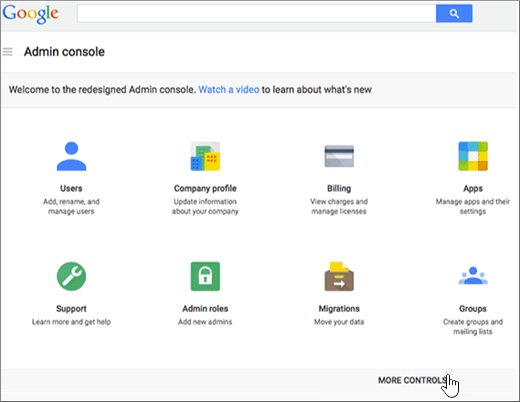 Google
Admin console
Welcome to the redesigned Admin console. Watch a video to learn about what's new
Users
Add, rename, and
manage users
Company profile
Update information
about your company
Billing
View charges and
manage licenses
Apps
Manage apps and their
settings
Support
Learn more and get help
Admin roles
Add new admins
Migrations
Move your data
Groups
Create groups and
mailing lists
MORE CONTROLS